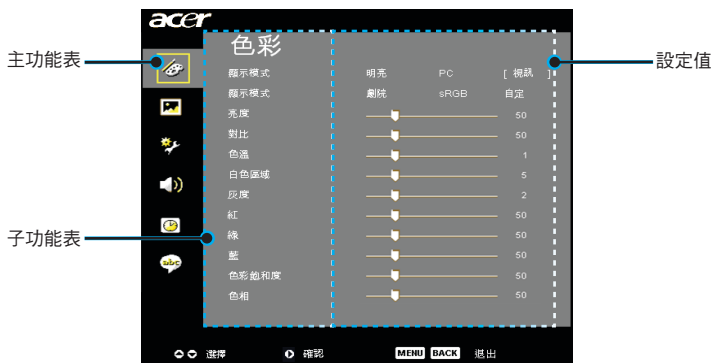 acer
色彩
主功能表
設定值
顯示模式 明亮 PC [ 視訊 ]
顯示模式 劇院 sRGB 自定
亮度 50
對比 50
色溫 1
白色區域 5
灰度 2
紅 50
子功能表
綠 50
藍 50
abc
色彩飽和度 50
色相 50
選擇 確認 MENU BACK 退出